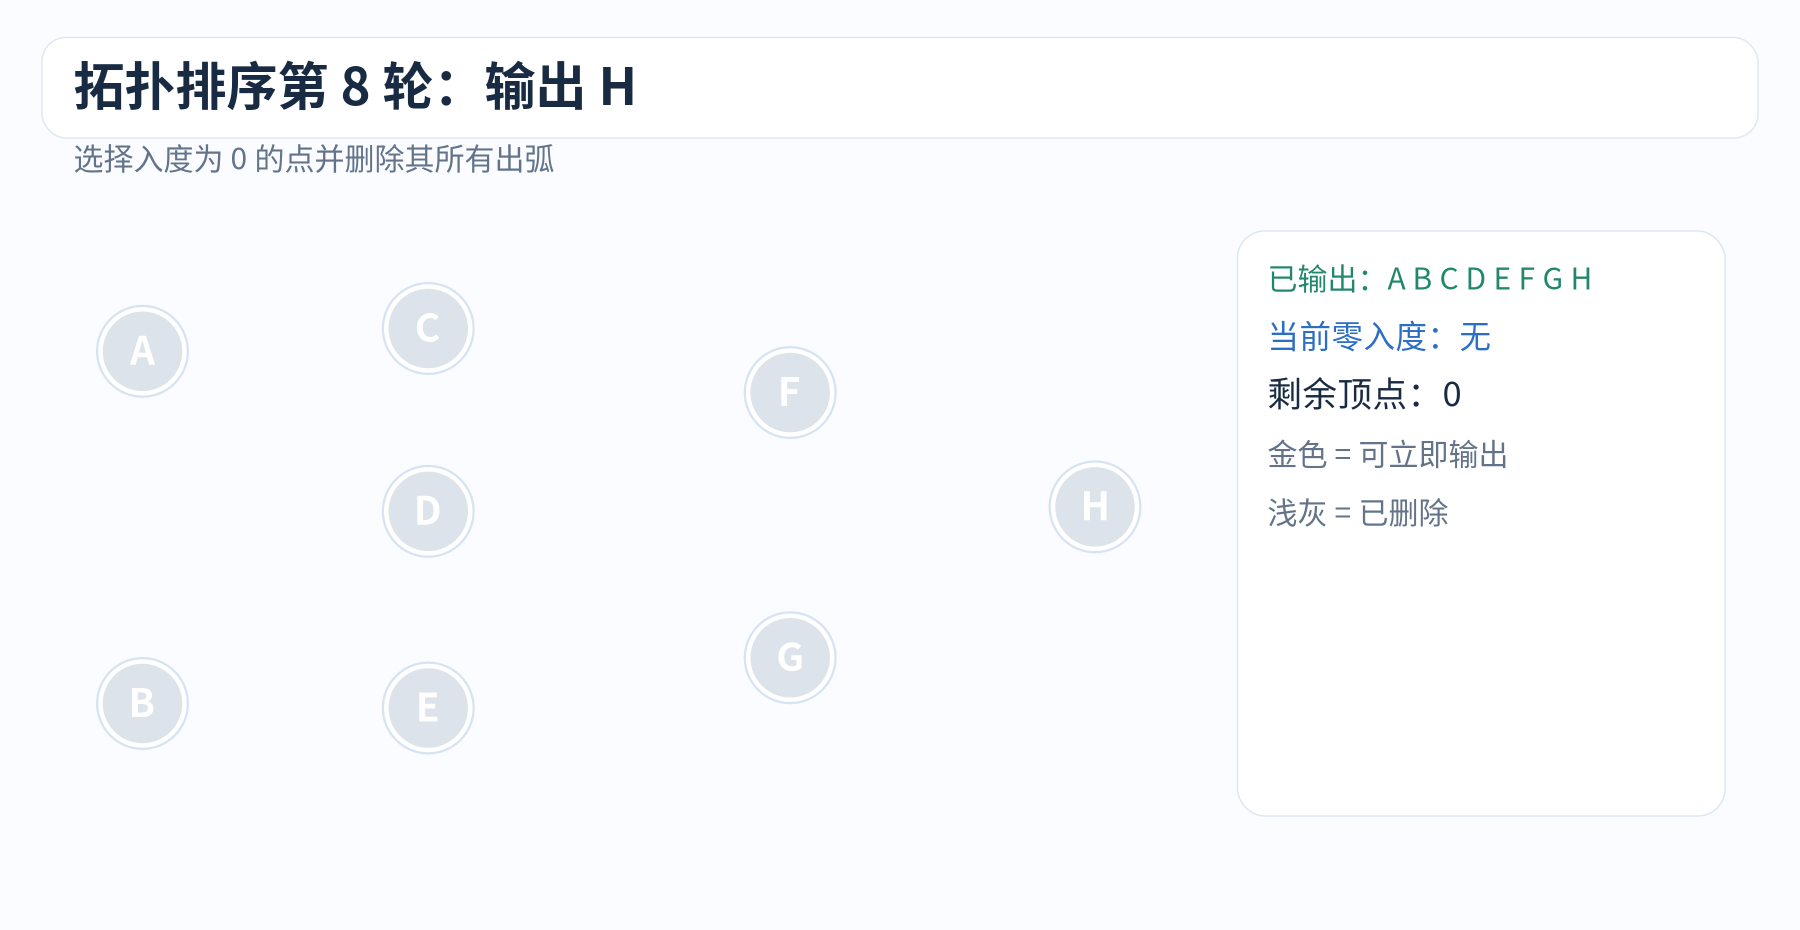 拓扑排序第 8 轮：输出 H
选择入度为 0 的点并删除其所有出弧
已输出：A B C D E F G H
当前零入度：无
剩余顶点：0
金色 = 可立即输出
浅灰 = 已删除
A
C
F
D
H
G
B
E